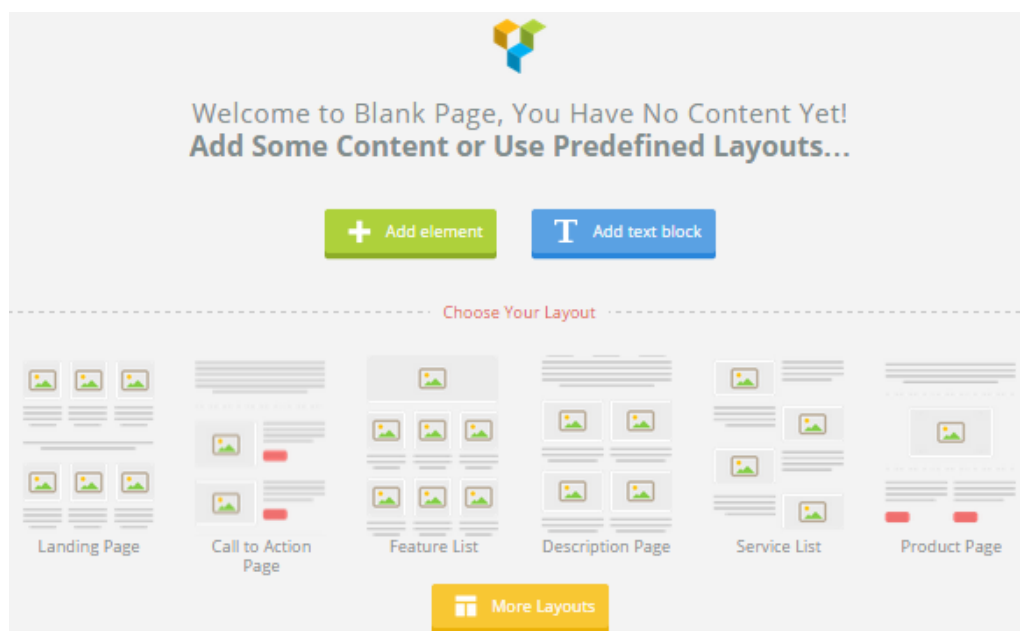 Welcome to Blank Page, You Have No Content Yet!
Add Some Content or Use Predefined Layouts...
Add element
Add text block
Choose Your Layout
Landing Page
Call to Action
Page
Feature List
Description Page
Service List
Product Page
More Layouts